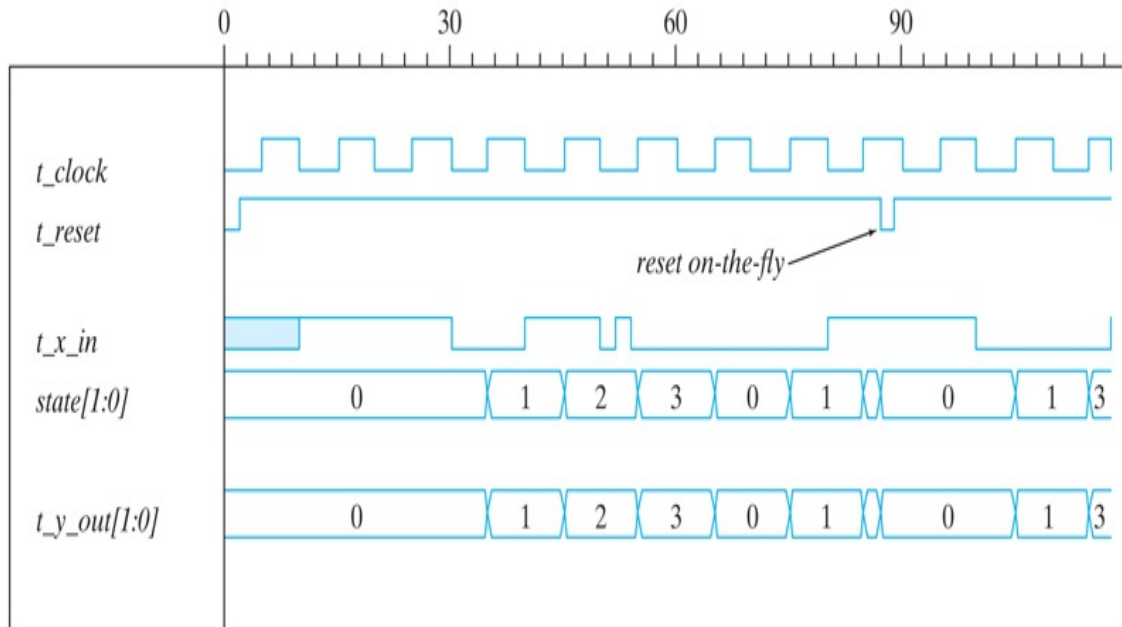 0 30 60 90
t_clock
t_reset
reset on-the-fly
t_x_in
state[1:0] 0 1 2 3 0 1 0 1 3
t_y_out[1:0] 0 1 2 3 0 1 0 1 3